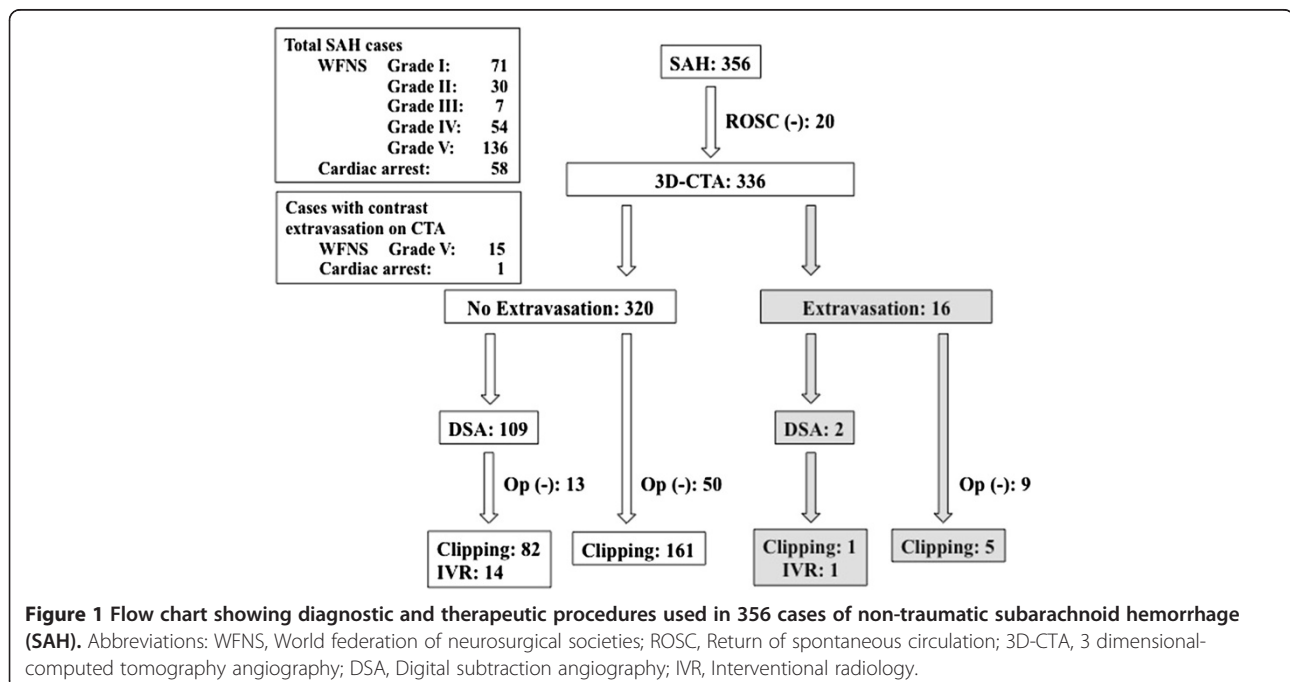 Total SAH cases
WFNS Grade I: 71
Grade II: 30
Grade III: 7
Grade IV: 54
Grade V: 136
Cardiac arrest: 58
Cases with contrast
extravasation on CTA
WFNS Grade V: 15
Cardiac arrest: 1
SAH: 356
ROSC (-): 20
3D-CTA: 336
No Extravasation: 320
Extravasation: 16
DSA: 109
DSA: 2
Op (-): 13
Op (-): 50
Op (-): 9
Clipping: 82
IVR: 14
Clipping: 161
Clipping: 1
IVR: 1
Clipping: 5
Figure 1 Flow chart showing diagnostic and therapeutic procedures used in 356 cases of non-traumatic subarachnoid hemorrhage
(SAH). Abbreviations: WFNS, World federation of neurosurgical societies; ROSC, Return of spontaneous circulation; 3D-CTA, 3 dimensional-
computed tomography angiography; DSA, Digital subtraction angiography; IVR, Interventional radiology.